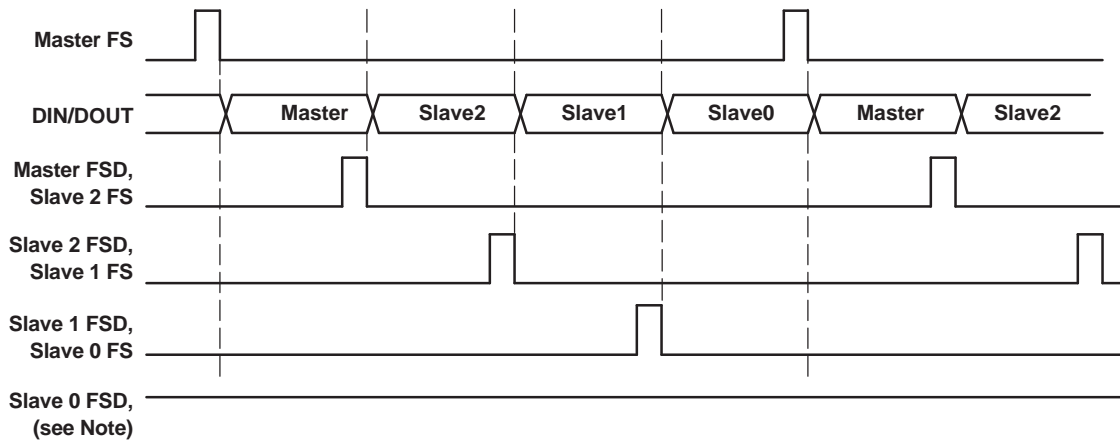 Master FS
DIN/DOUT
Master
Slave2
Slave1
Slave0
Master
Slave2
Master FSD,
Slave 2 FS
Slave 2 FSD,
Slave 1 FS
Slave 1 FSD,
Slave 0 FS
Slave 0 FSD,
(see Note)